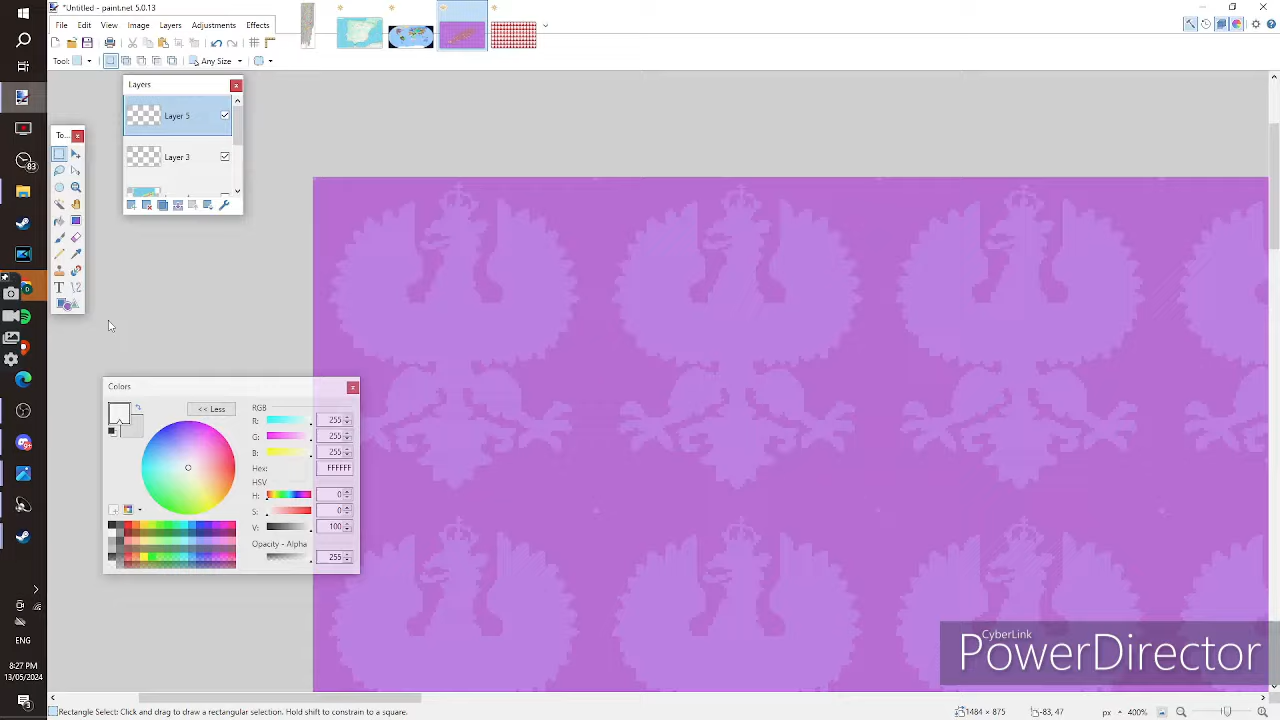 *Untitled - paint.net 5.0.13
File Edit View Image Layers Adjustments Effects
Tool: Any Size
Layers
Layer 5
Layer 3
To...
83
Colors
<< Less
RGB
R: 255
G: 255
B: 255
Hex: FFFFFF
HSV
H: 0
S: 0
V: 100
Opacity - Alpha
255
ENG
8:27 PM
13/05/2024
CyberLink
PowerDirector
Rectangle Select: Click and drag to draw a rectangular selection. Hold shift to constrain to a square.
1484 × 875
-83, 47
px
400%